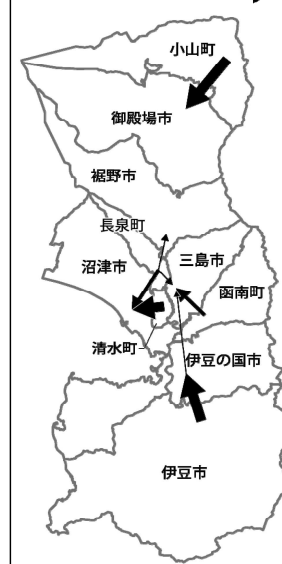 小山町
御殿場市
裾野市
長泉町
沼津市
三島市
函南町
清水町
伊豆の国市
伊豆市